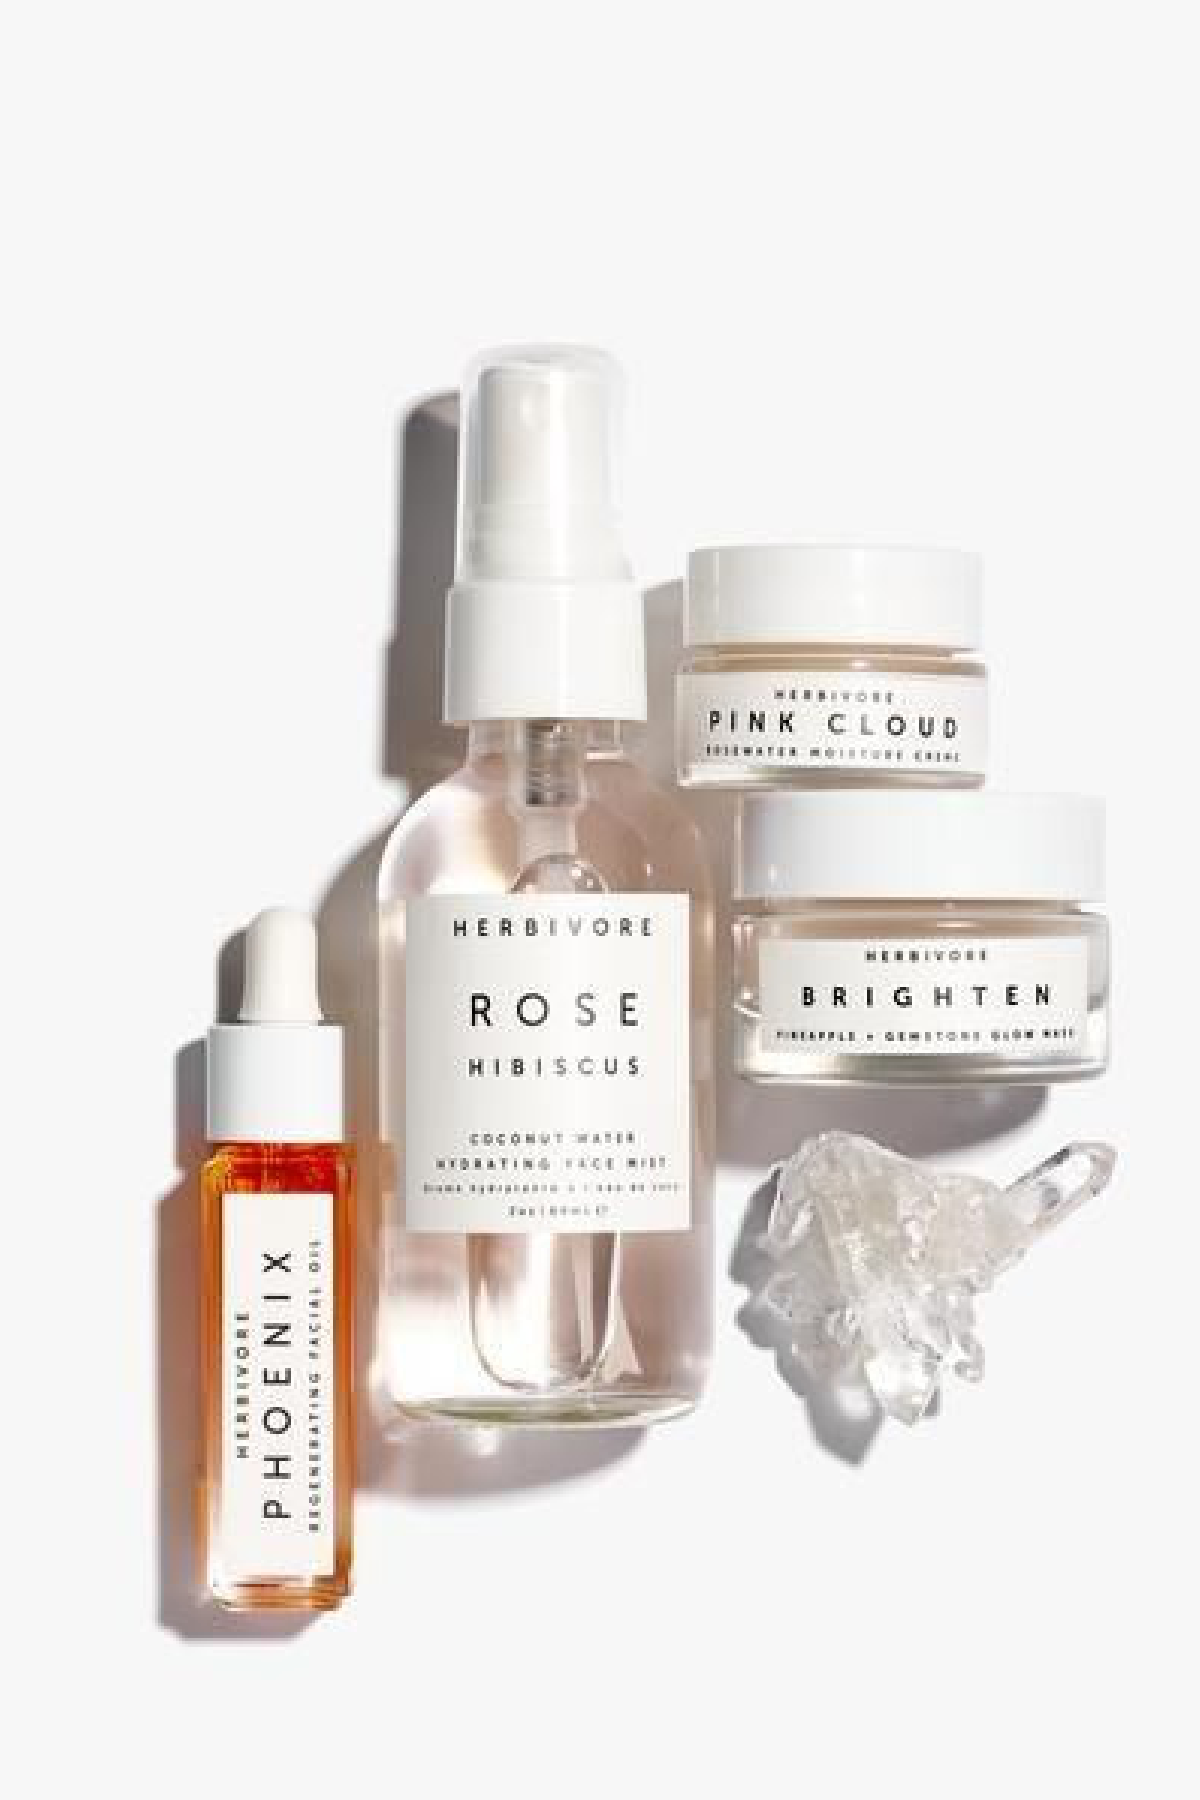 HERBIVORE
PINK CLOUD
ROSEWATER MOISTURE CRÈME
HERBIVORE
BRIGHTEN
PINEAPPLE + GEMSTONE GLOW MASK
HERBIVORE
ROSE
HIBISCUS
COCONUT WATER
HYDRATING FACE MIST
HERBIVORE
PHOENIX
REGENERATING FACIAL OIL